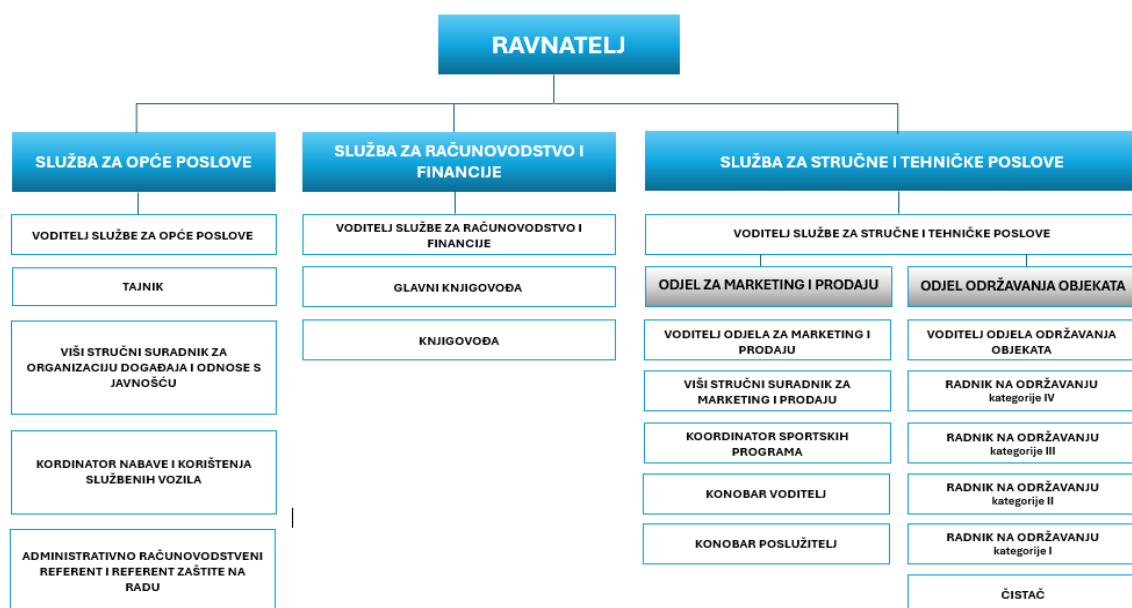 RAVNATELJ
SLUŽBA ZA OPĆE POSLOVE
VODITELJ SLUŽBE ZA OPĆE POSLOVE
TAJNIK
VIŠI STRUČNI SURADNIK ZA
ORGANIZACIJU DOGAĐAJA I ODNOSE S
JAVNOŠĆU
KORDINATOR NABAVE I KORIŠTENJA
SLUŽBENIH VOZILA
ADMINISTRATIVNO RAČUNOVODSTVENI
REFERENT I REFERENT ZAŠTITE NA
RADU
SLUŽBA ZA RAČUNOVODSTVO I
FINANCIJE
VODITELJ SLUŽBE ZA RAČUNOVODSTVO I
FINANCIJE
GLAVNI KNJIGOVOĐA
KNJIGOVOĐA
SLUŽBA ZA STRUČNE I TEHNIČKE POSLOVE
VODITELJ SLUŽBE ZA STRUČNE I TEHNIČKE POSLOVE
ODJEL ZA MARKETING I PRODAJU
VODITELJ ODJELA ZA MARKETING I
PRODAJU
VIŠI STRUČNI SURADNIK ZA
MARKETING I PRODAJU
KOORDINATOR SPORTSKIH
PROGRAMA
KONOBAR VODITELJ
KONOBAR POSLUŽITELJ
ODJEL ODRŽAVANJA OBJEKATA
VODITELJ ODJELA ODRŽAVANJA
OBJEKATA
RADNIK NA ODRŽAVANJU
kategorije IV
RADNIK NA ODRŽAVANJU
kategorije III
RADNIK NA ODRŽAVANJU
kategorije II
RADNIK NA ODRŽAVANJU
kategorije I
ČISTAČ